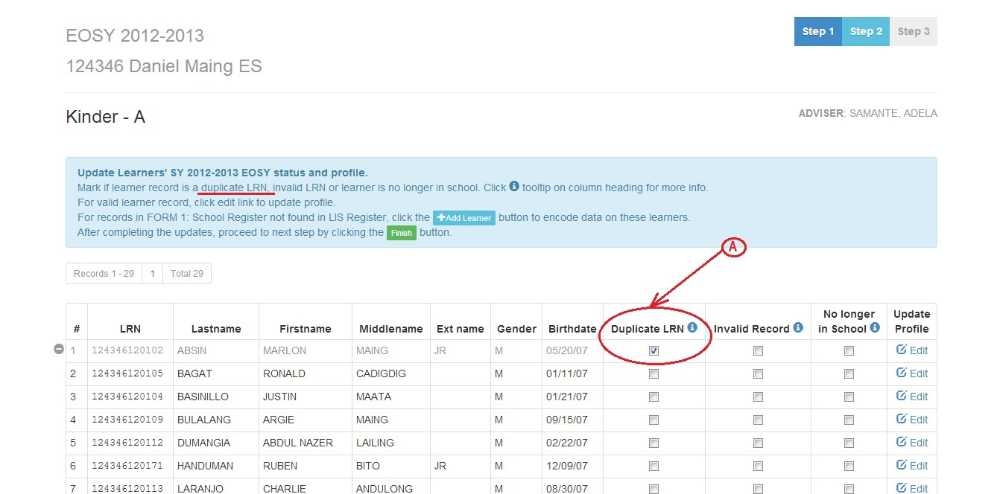 EOSY 2012-2013
Step 1 Step 2 Step 3
124346 Daniel Maing ES
Kinder - A
ADVISER: SAMANTE, ADELA
Update Learners' SY 2012-2013 EOSY status and profile.
Mark if learner record is a duplicate LRN, invalid LRN or learner is no longer in school. Click tooltip on column heading for more info.
For valid learner record, click edit link to update profile.
For records in FORM 1: School Register not found in LIS Register, click the +Add Learner button to encode data on these learners.
After completing the updates, proceed to next step by clicking the Finish button.
A
Records 1 - 29 1 Total 29
# LRN Lastname Firstname Middlename Ext name Gender Birthdate Duplicate LRN Invalid Record No longer in School Update Profile
1 124346120102 ABSIN MARLON MAING JR M 05/20/07 Edit
2 124346120105 BAGAT RONALD CADIGDIG M 01/11/07 Edit
3 124346120104 BASINILLO JUSTIN MAATA M 01/21/07 Edit
4 124346120109 BULALANG ARGIE MAING M 09/15/07 Edit
5 124346120112 DUMANGIA ABDUL NAZER LAILING M 02/22/07 Edit
6 124346120171 HANDUMAN RUBEN BITO JR M 12/09/07 Edit
7 124346120113 LARANJO CHARLIE ANDULONG M 08/30/07 Edit